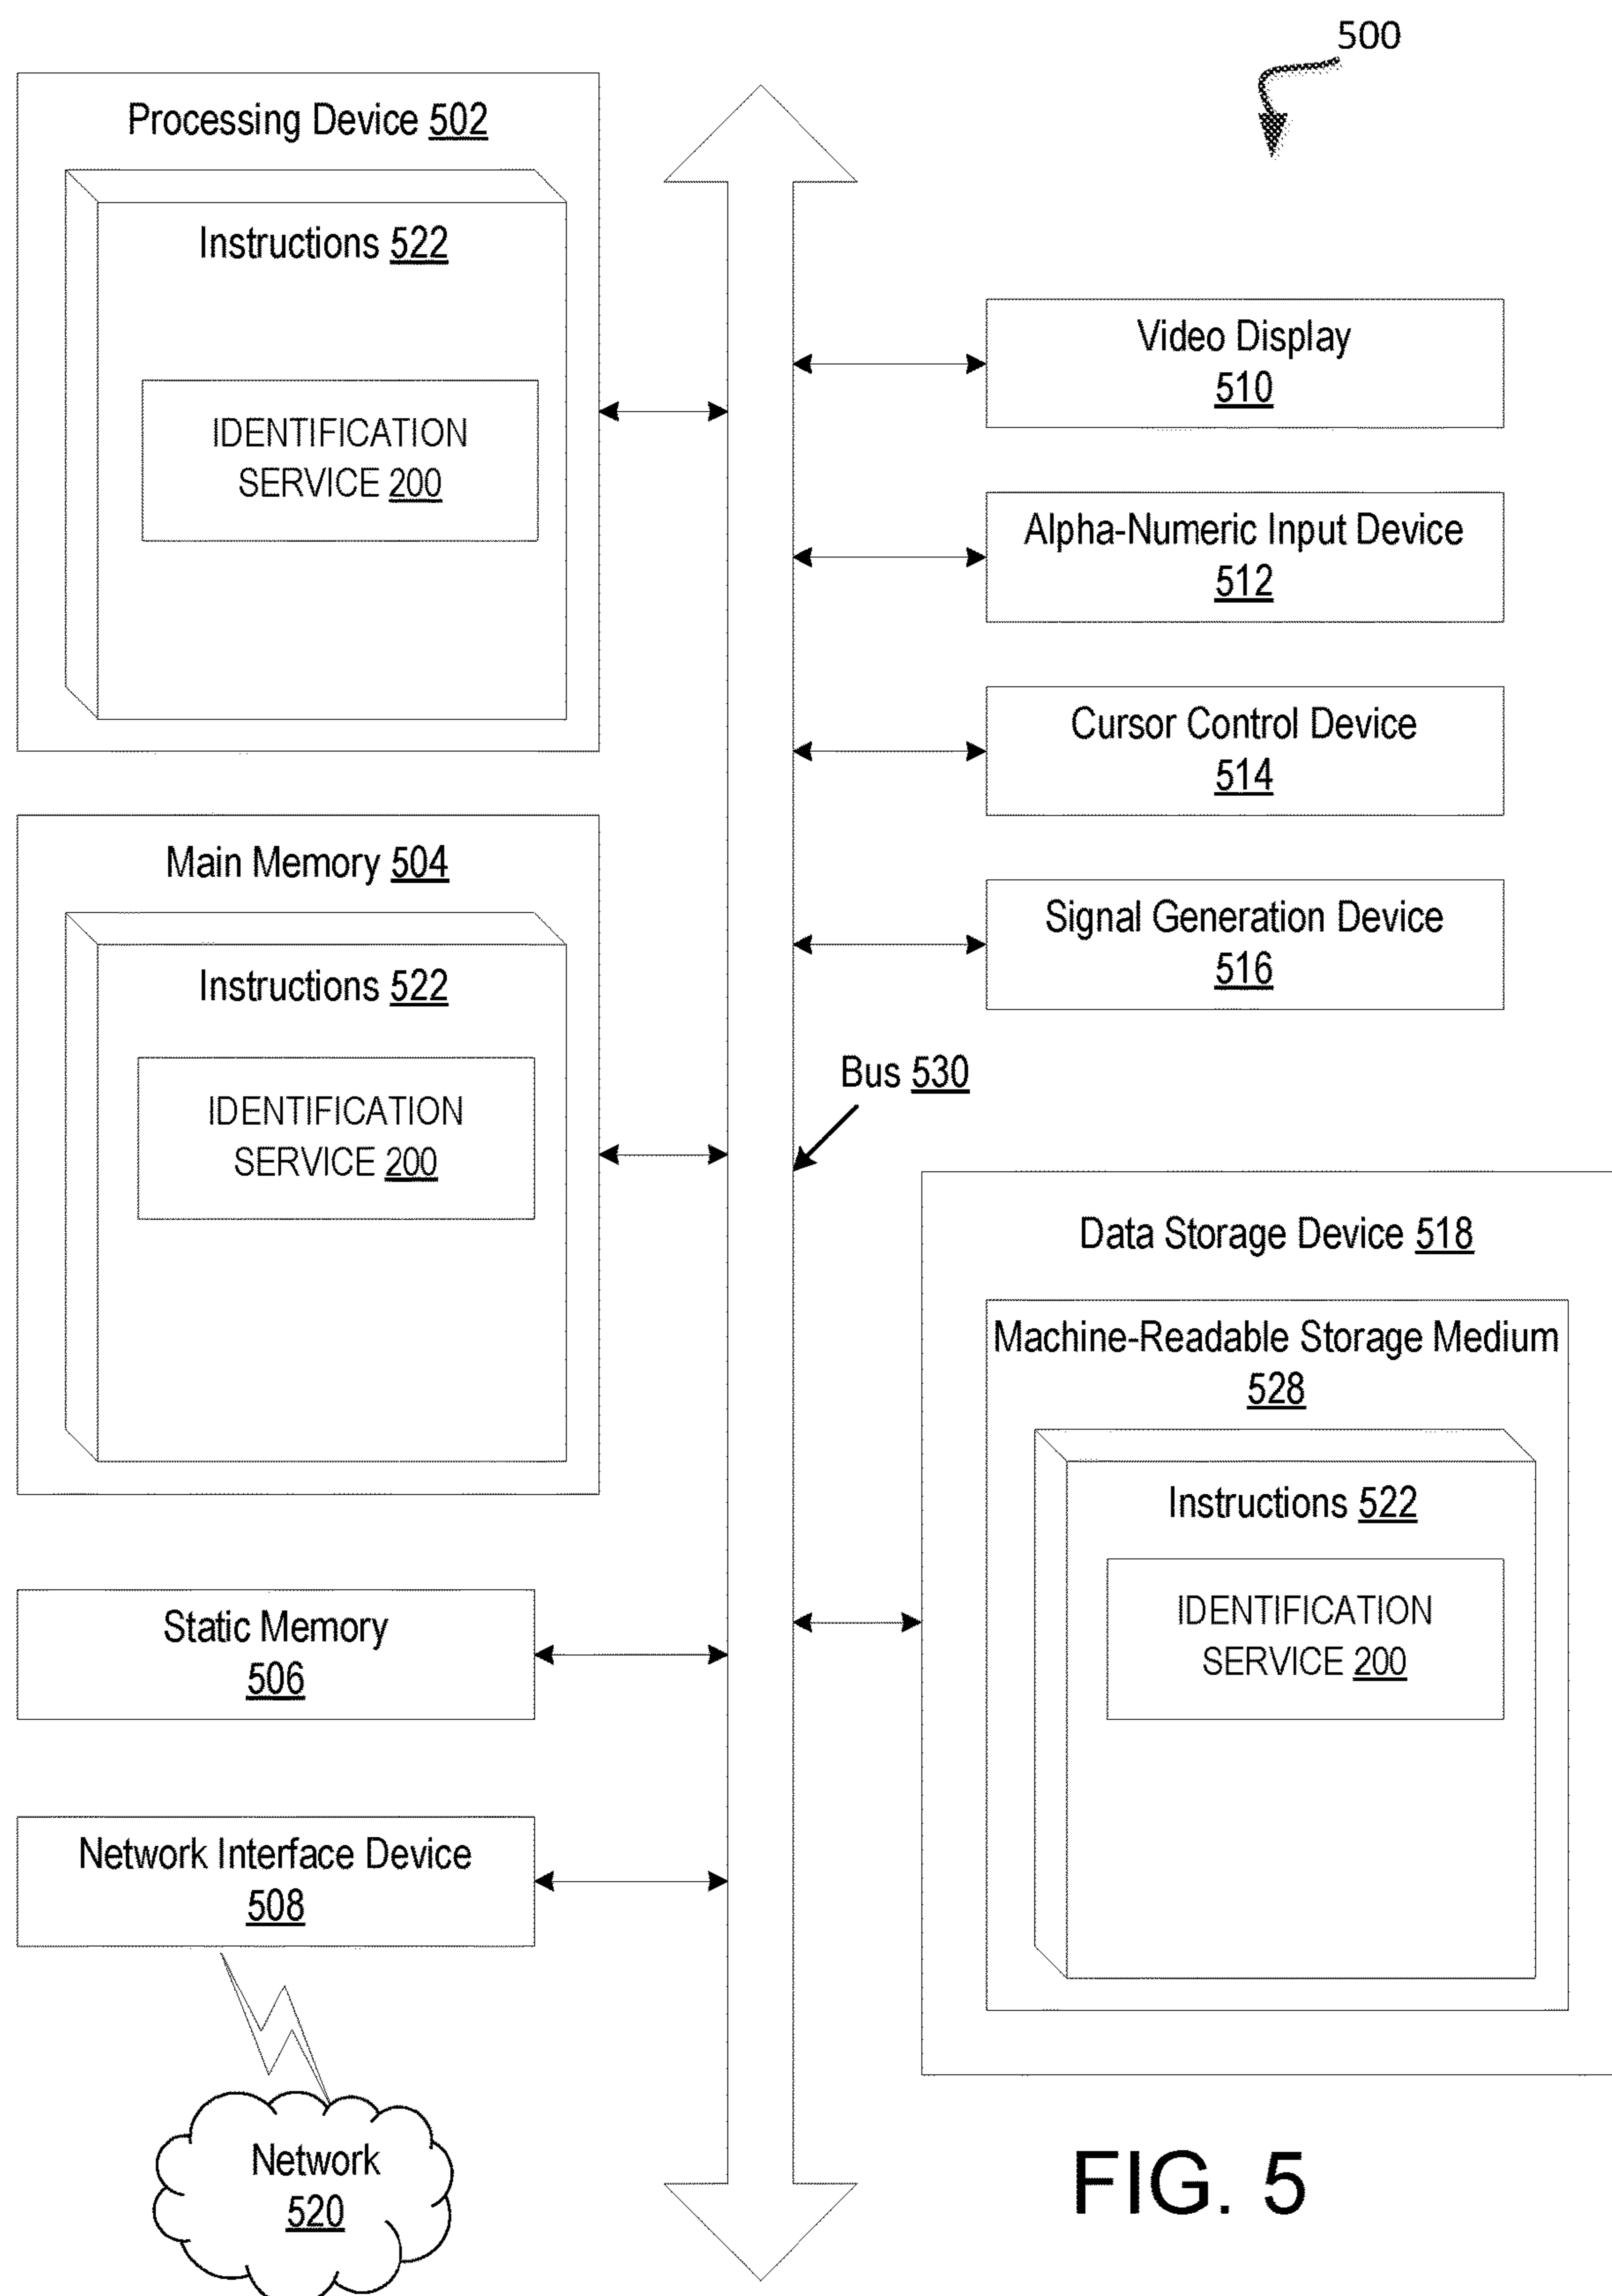 500
Processing Device 502
Instructions 522
IDENTIFICATION
SERVICE 200
Main Memory 504
Instructions 522
IDENTIFICATION
SERVICE 200
Static Memory
506
Network Interface Device
508
Network
520
Video Display
510
Alpha-Numeric Input Device
512
Cursor Control Device
514
Signal Generation Device
516
Bus 530
Data Storage Device 518
Machine-Readable Storage Medium
528
Instructions 522
IDENTIFICATION
SERVICE 200
FIG. 5